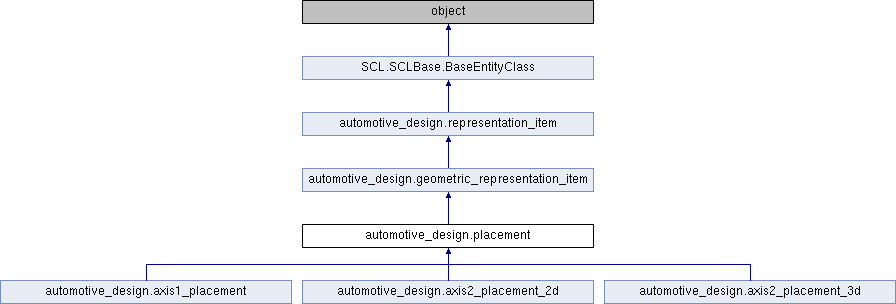 object
SCL.SCLBase.BaseEntityClass
automotive_design.representation_item
automotive_design.geometric_representation_item
automotive_design.placement
automotive_design.axis1_placement
automotive_design.axis2_placement_2d
automotive_design.axis2_placement_3d